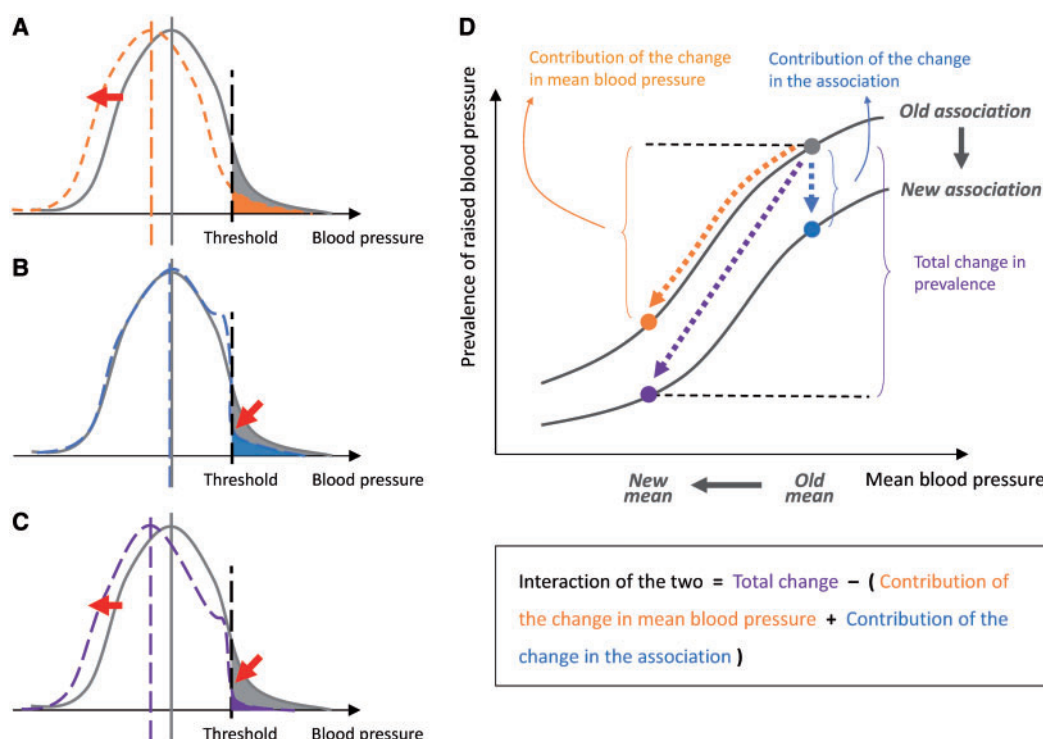 A
Threshold
Blood pressure
B
Threshold
Blood pressure
C
Threshold
Blood pressure
D
Contribution of the change
in mean blood pressure
Contribution of the change
in the association
Prevalence of raised blood pressure
Old association
New association
Total change in
prevalence
New
mean
Old
mean
Mean blood pressure
Interaction of the two = Total change – ( Contribution of
the change in mean blood pressure + Contribution of the
change in the association )